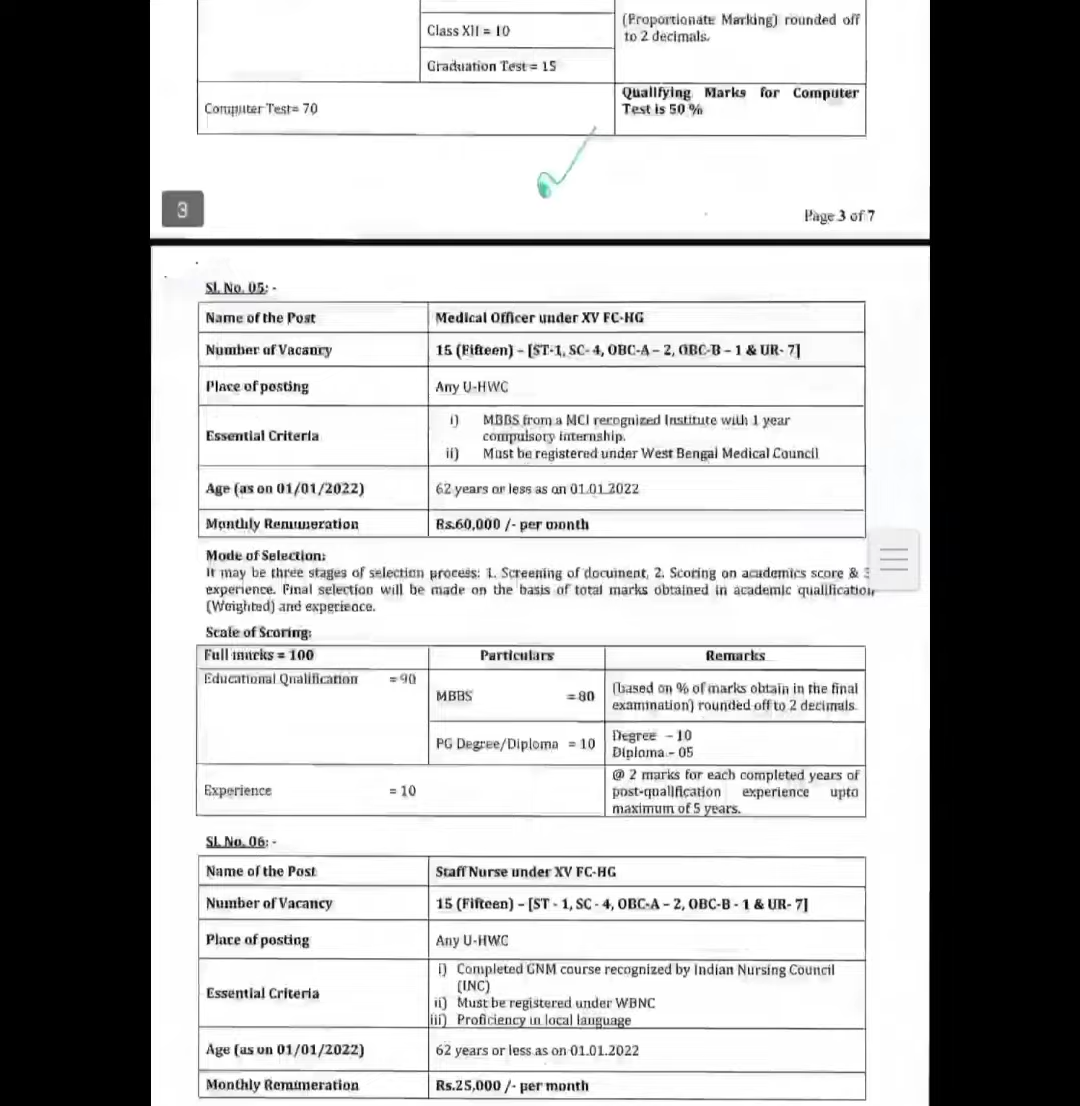 Class XII = 10
Graduation Test = 15
(Proportionate Marking) rounded off
to 2 decimals.
Computer Test= 70
Qualifying Marks for Computer
Test is 50 %
3
Page 3 of 7
Sl. No. 05: -
Name of the Post
Medical Officer under XV FC-HG
Number of Vacancy
15 (Fifteen) – [ST-1, SC- 4, OBC-A – 2, OBC-B – 1 & UR- 7]
Place of posting
Any U-HWC
Essential Criteria
i) MBBS from a MCI recognized Institute with 1 year
compulsory internship.
ii) Must be registered under West Bengal Medical Council
Age (as on 01/01/2022)
62 years or less as on 01.01.2022
Monthly Remuneration
Rs.60,000 /- per month
Mode of Selection:
It may be three stages of selection process: 1. Screening of document, 2. Scoring on academics score &
experience. Final selection will be made on the basis of total marks obtained in academic qualification
(Weighted) and experience.
Scale of Scoring:
Full marks = 100
Particulars
Remarks
Educational Qualification = 90
MBBS = 80
(based on % of marks obtain in the final
examination) rounded off to 2 decimals.
PG Degree/Diploma = 10
Degree - 10
Diploma - 05
Experience = 10
@ 2 marks for each completed years of
post-qualification experience upto
maximum of 5 years.
Sl. No. 06: -
Name of the Post
Staff Nurse under XV FC-HG
Number of Vacancy
15 (Fifteen) – [ST - 1, SC - 4, OBC-A – 2, OBC-B - 1 & UR- 7]
Place of posting
Any U-HWC
Essential Criteria
i) Completed GNM course recognized by Indian Nursing Council
(INC)
ii) Must be registered under WBNC
iii) Proficiency in local language
Age (as on 01/01/2022)
62 years or less as on 01.01.2022
Monthly Remuneration
Rs.25,000 /- per month